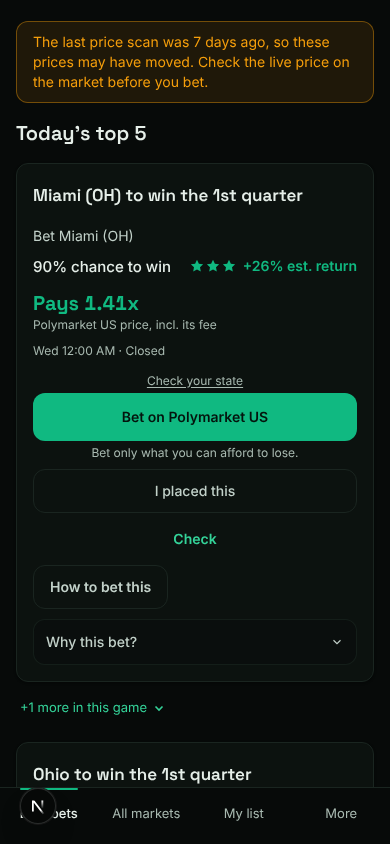 The last price scan was 7 days ago, so these
prices may have moved. Check the live price on
the market before you bet.
Today's top 5
Miami (OH) to win the 1st quarter
Bet Miami (OH)
90% chance to win ★★★ +26% est. return
Pays 1.41x
Polymarket US price, incl. its fee
Wed 12:00 AM · Closed
Check your state
Bet on Polymarket US
Bet only what you can afford to lose.
I placed this
Check
How to bet this
Why this bet?
+1 more in this game
Ohio to win the 1st quarter
N bets All markets My list More